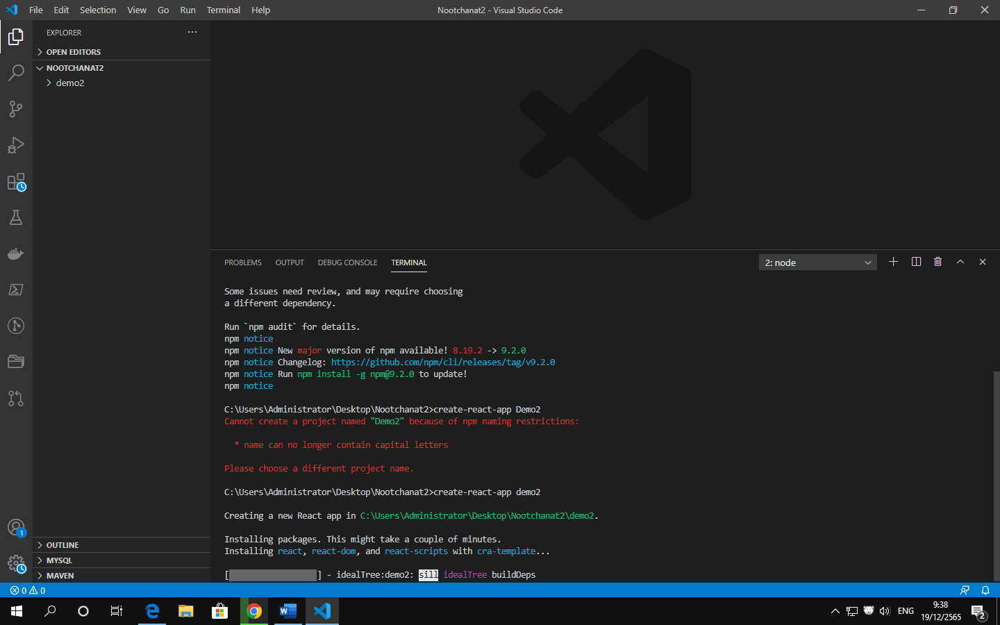 File Edit Selection View Go Run Terminal Help
Nootchanat2 - Visual Studio Code
EXPLORER
OPEN EDITORS
NOOTCHANAT2
demo2
OUTLINE
MYSQL
MAVEN
PROBLEMS OUTPUT DEBUG CONSOLE TERMINAL
2: node
Some issues need review, and may require choosing
a different dependency.
Run `npm audit` for details.
npm notice
npm notice New major version of npm available! 8.19.2 -> 9.2.0
npm notice Changelog: https://github.com/npm/cli/releases/tag/v9.2.0
npm notice Run npm install -g npm@9.2.0 to update!
npm notice
C:\Users\Administrator\Desktop\Nootchanat2>create-react-app Demo2
Cannot create a project named "Demo2" because of npm naming restrictions:
* name can no longer contain capital letters
Please choose a different project name.
C:\Users\Administrator\Desktop\Nootchanat2>create-react-app demo2
Creating a new React app in C:\Users\Administrator\Desktop\Nootchanat2\demo2.
Installing packages. This might take a couple of minutes.
Installing react, react-dom, and react-scripts with cra-template...
[                  ] - idealTree:demo2: sill idealTree buildDeps
1
0 0
W
ENG
9:38
19/12/2565
2